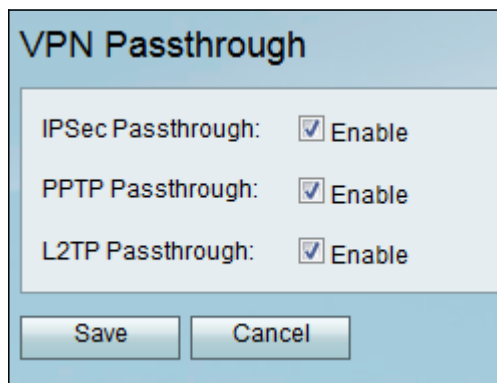 VPN Passthrough
IPSec Passthrough: Enable
PPTP Passthrough: Enable
L2TP Passthrough: Enable
Save Cancel